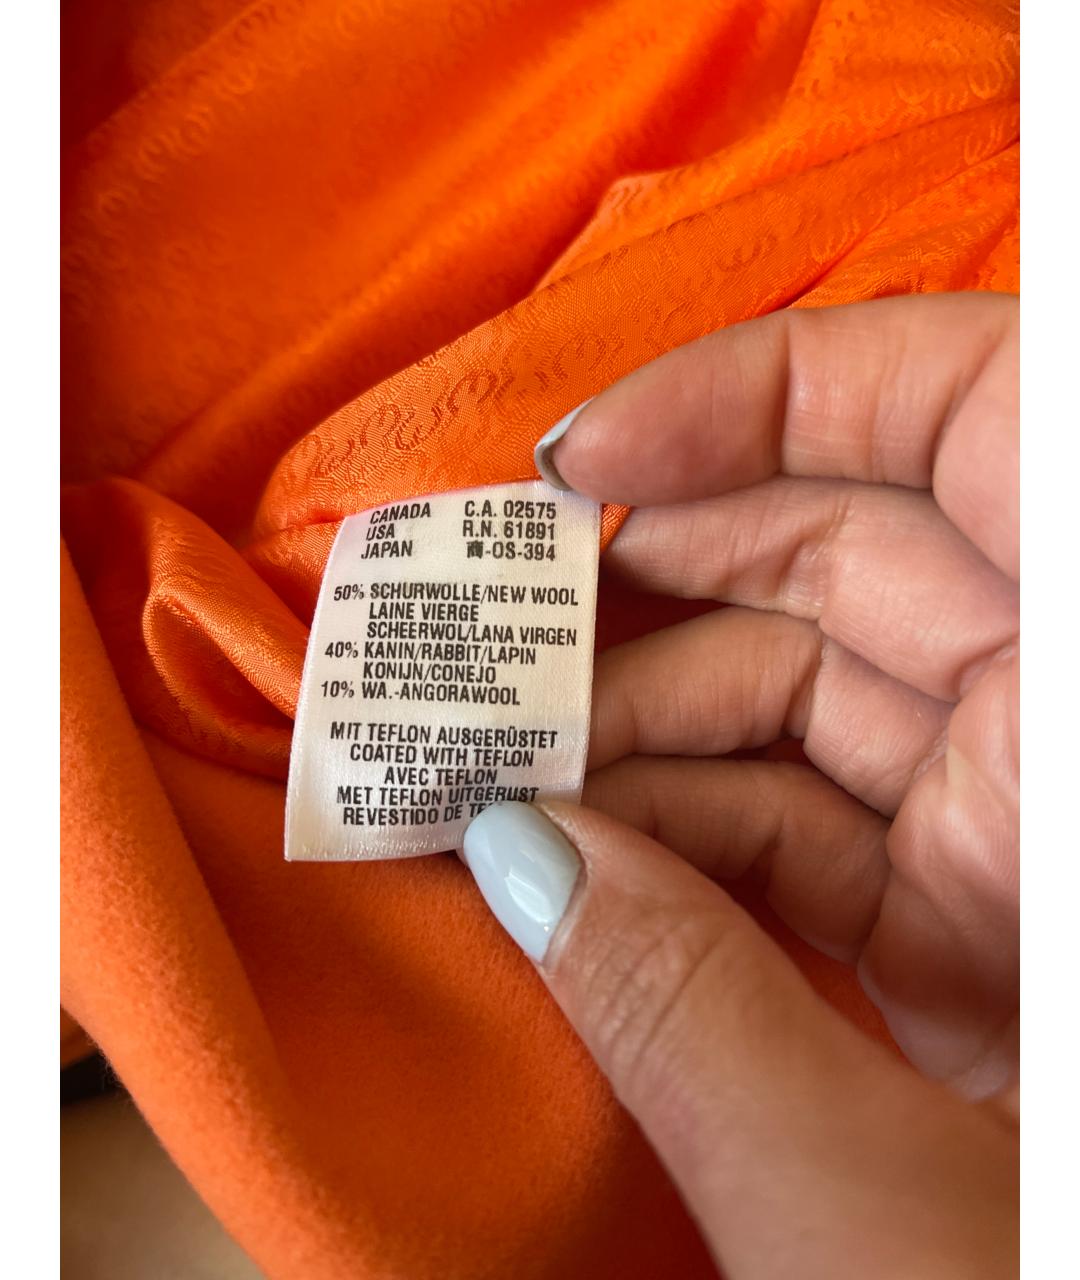 CANADA C.A. 02575
USA R.N. 61891
JAPAN -OS-394
50% SCHURWOLLE/NEW WOOL
LAINE VIERGE
SCHEERWOL/LANA VIRGEN
40% KANIN/RABBIT/LAPIN
KONIJN/CONEJO
10% WA.-ANGORAWOOL
MIT TEFLON AUSGERÜSTET
COATED WITH TEFLON
AVEC TEFLON
MET TEFLON UITGERUST
REVESTIDO DE